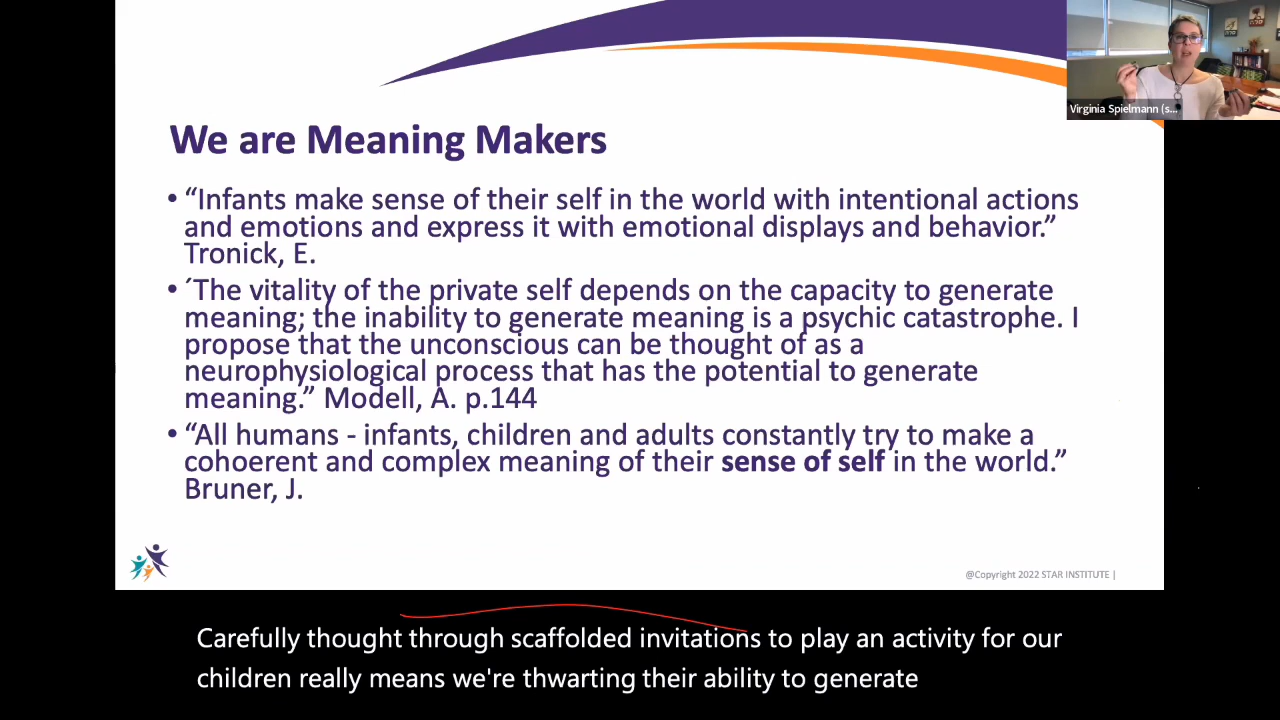 Virginia Spielmann (s...
We are Meaning Makers
• “Infants make sense of their self in the world with intentional actions
and emotions and express it with emotional displays and behavior.”
Tronick, E.
• ´The vitality of the private self depends on the capacity to generate
meaning; the inability to generate meaning is a psychic catastrophe. I
propose that the unconscious can be thought of as a
neurophysiological process that has the potential to generate
meaning.” Modell, A. p.144
• “All humans - infants, children and adults constantly try to make a
cohoerent and complex meaning of their sense of self in the world.”
Bruner, J.
@Copyright 2022 STAR INSTITUTE |
Carefully thought through scaffolded invitations to play an activity for our
children really means we're thwarting their ability to generate